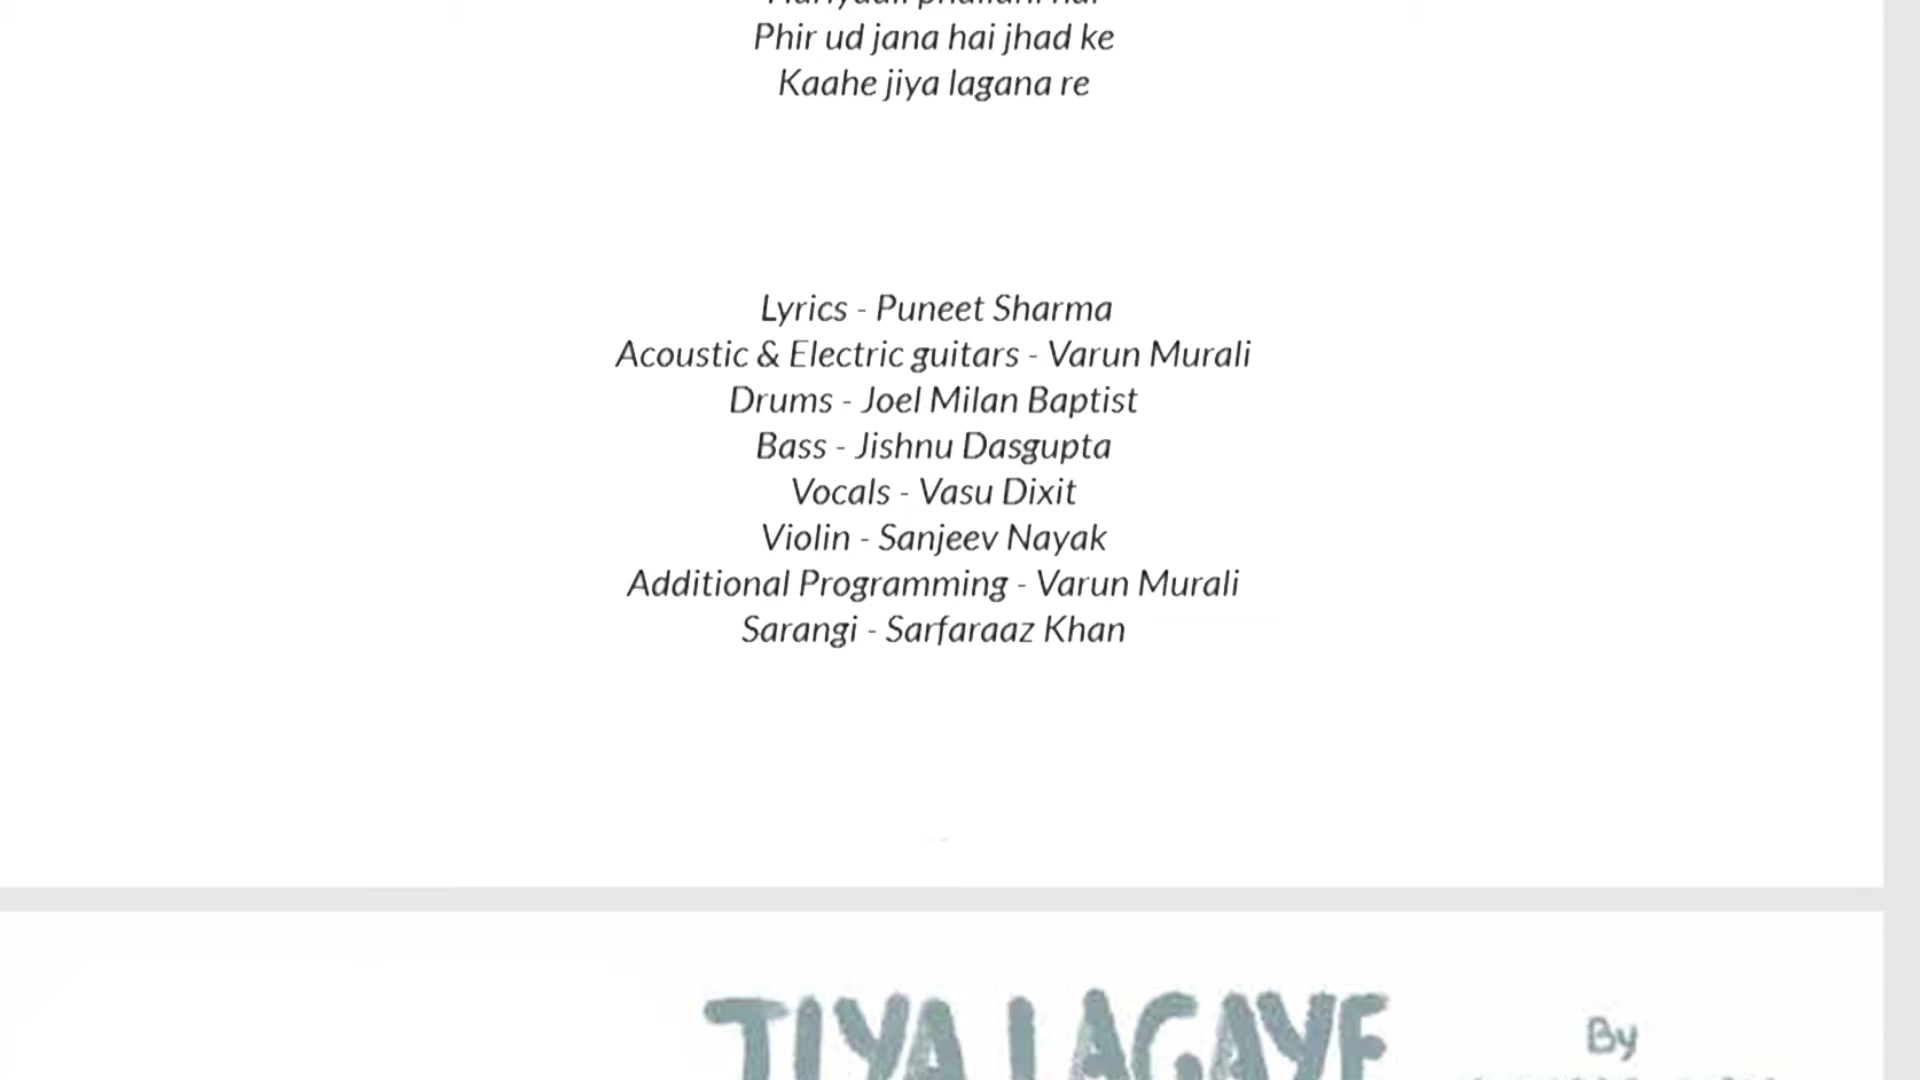 Phir ud jana hai jhad ke
Kaahe jiya lagana re
Lyrics - Puneet Sharma
Acoustic & Electric guitars - Varun Murali
Drums - Joel Milan Baptist
Bass - Jishnu Dasgupta
Vocals - Vasu Dixit
Violin - Sanjeev Nayak
Additional Programming - Varun Murali
Sarangi - Sarfaraaz Khan
LAGAYE
By